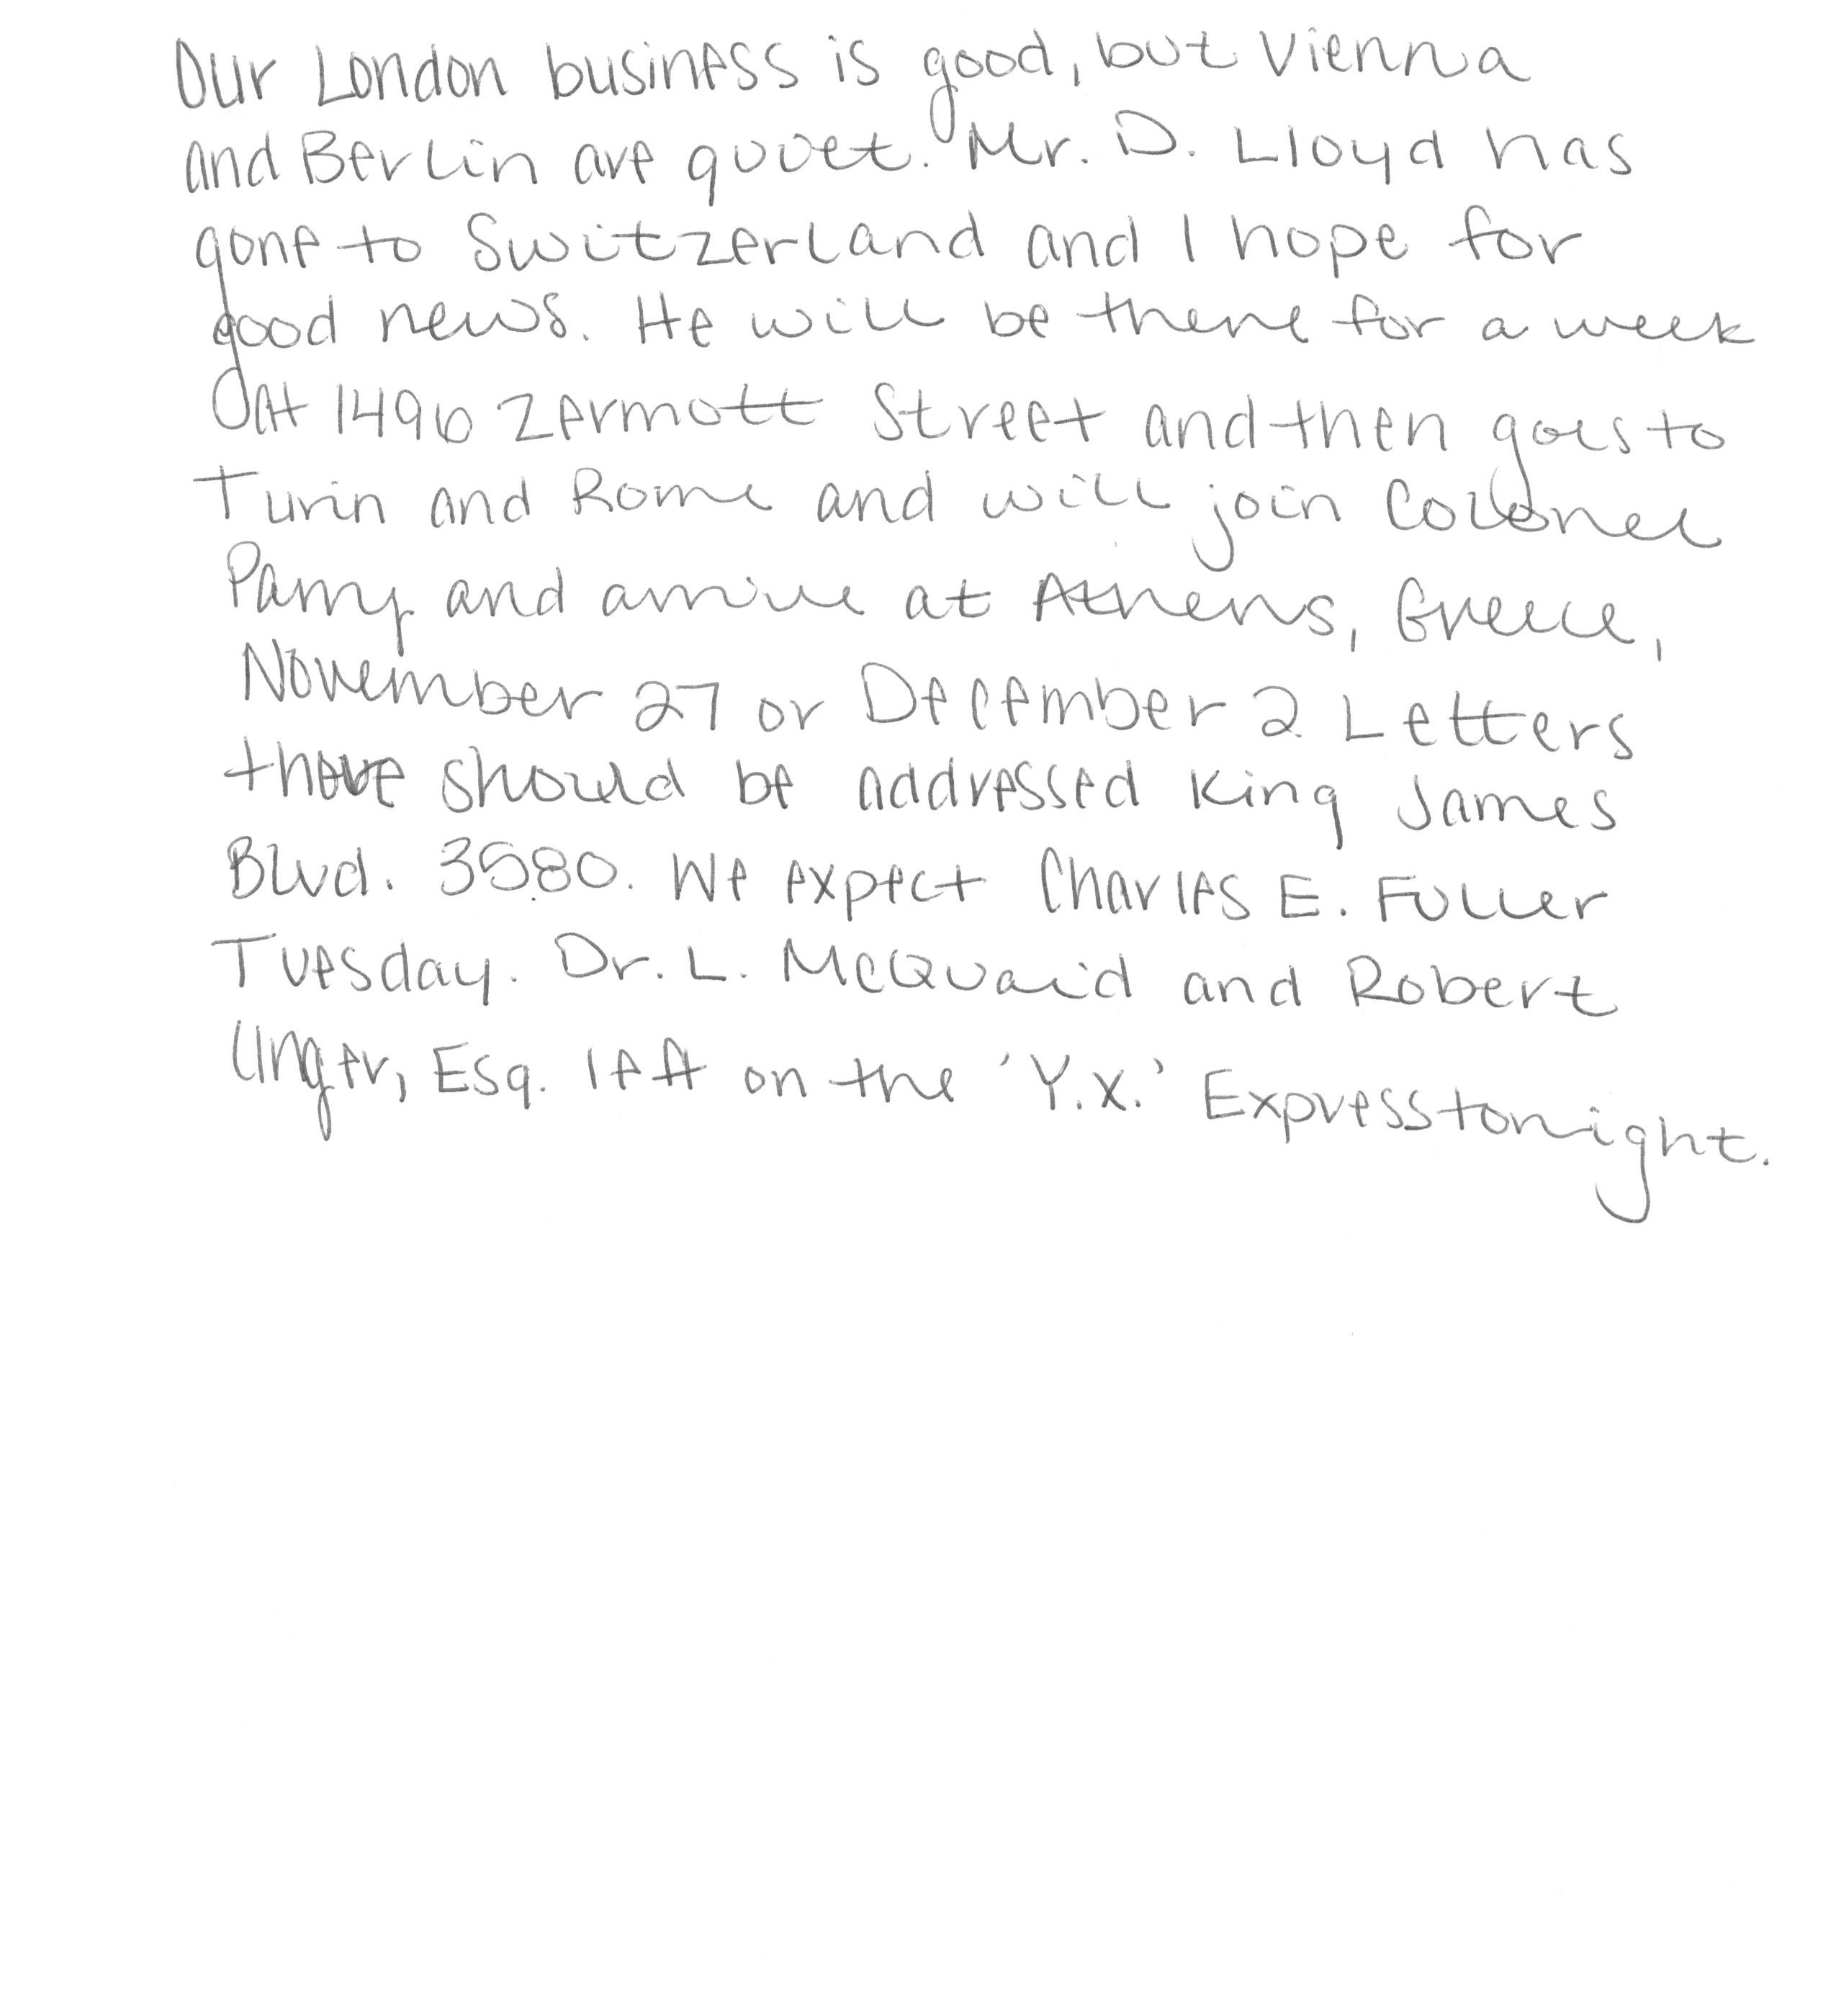 Our London business is good, but Vienna
and Berlin are quiet. Mr. D. Lloyd has
gone to Switzerland and I hope for
good news. He will be there for a week
at 1496 Zermott Street and then goes to
Turin and Rome and will join Colonel
Parry and arrive at Athens, Greece,
November 27 or December 2. Letters
there should be addressed King James
Blvd. 3580. We expect Charles E. Fuller
Tuesday. Dr. L. McQuaid and Robert
Unger, Esq. left on the 'Y.X.' Express tonight.